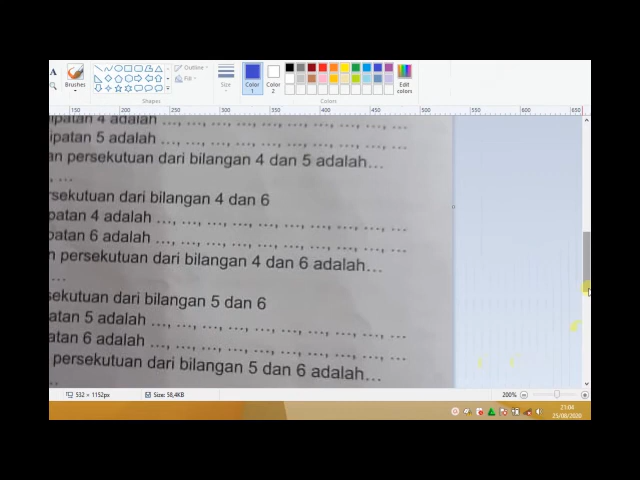 Outline
Fill
Brushes
Size
Color 1
Color 2
Edit colors
Shapes
Colors
150 200 250 300 350 400 450 500 550 600 650
ipatan 4 adalah ..., ..., ..., ..., ..., ..., ..., ..., ..., ...
ipatan 5 adalah ..., ..., ..., ..., ..., ..., ..., ..., ..., ...
an persekutuan dari bilangan 4 dan 5 adalah...
, ...
rsekutuan dari bilangan 4 dan 6
patan 4 adalah ..., ..., ..., ..., ..., ..., ..., ..., ..., ...
patan 6 adalah ..., ..., ..., ..., ..., ..., ..., ..., ..., ...
n persekutuan dari bilangan 4 dan 6 adalah...
...
sekutuan dari bilangan 5 dan 6
atan 5 adalah ..., ..., ..., ..., ..., ..., ..., ..., ..., ...
atan 6 adalah ..., ..., ..., ..., ..., ..., ..., ..., ..., ...
persekutuan dari bilangan 5 dan 6 adalah...
...
532 × 1152px Size: 58,4KB 200%
21:04
25/06/2020